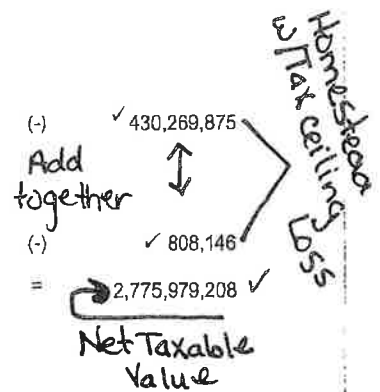 (-) ✓ 430,269,875
Add
together
(-) ✓ 808,146
= 2,775,979,208 ✓
Net Taxable
Value
Homestead
w/Tax ceiling
Loss